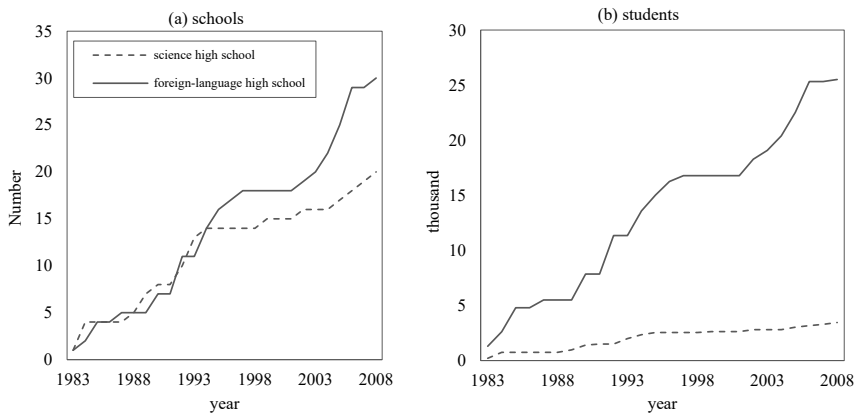 (a) schools
35
30
25
20
15
10
5
0
Number
science high school
foreign-language high school
1983 1988 1993 1998 2003 2008
year
(b) students
30
25
20
15
10
5
0
thousand
1983 1988 1993 1998 2003 2008
year